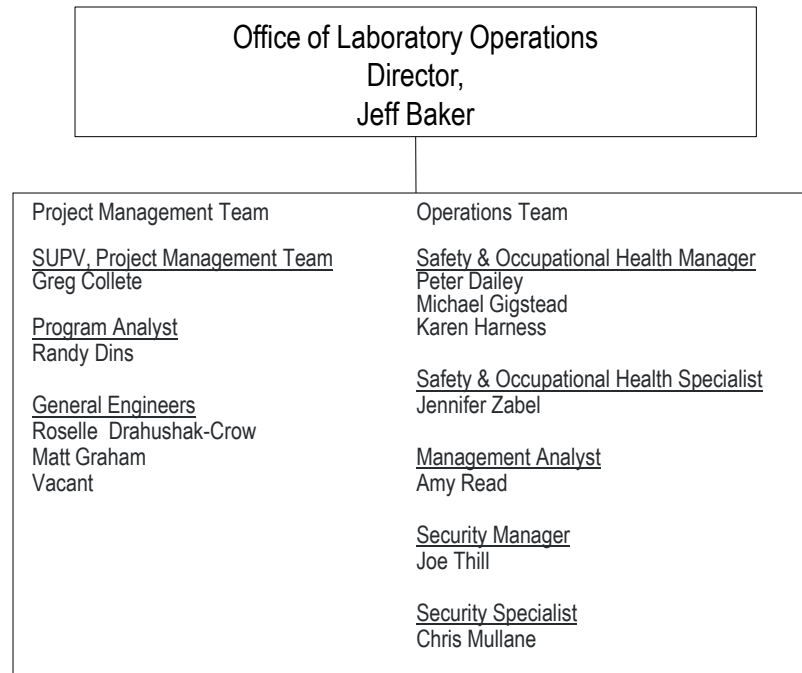 Office of Laboratory Operations
Director,
Jeff Baker
Project Management Team
SUPV, Project Management Team
Greg Collete
Program Analyst
Randy Dins
General Engineers
Roselle Drahushak-Crow
Matt Graham
Vacant
Operations Team
Safety & Occupational Health Manager
Peter Dailey
Michael Gigstead
Karen Harness
Safety & Occupational Health Specialist
Jennifer Zabel
Management Analyst
Amy Read
Security Manager
Joe Thill
Security Specialist
Chris Mullane